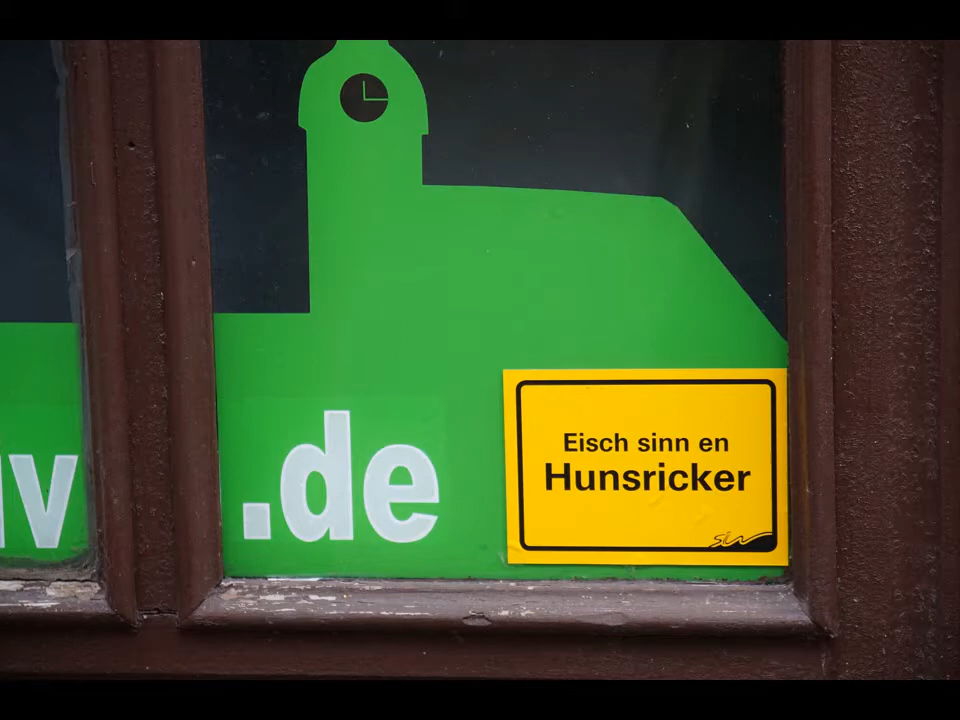 v
.de
Eisch sinn en
Hunsricker